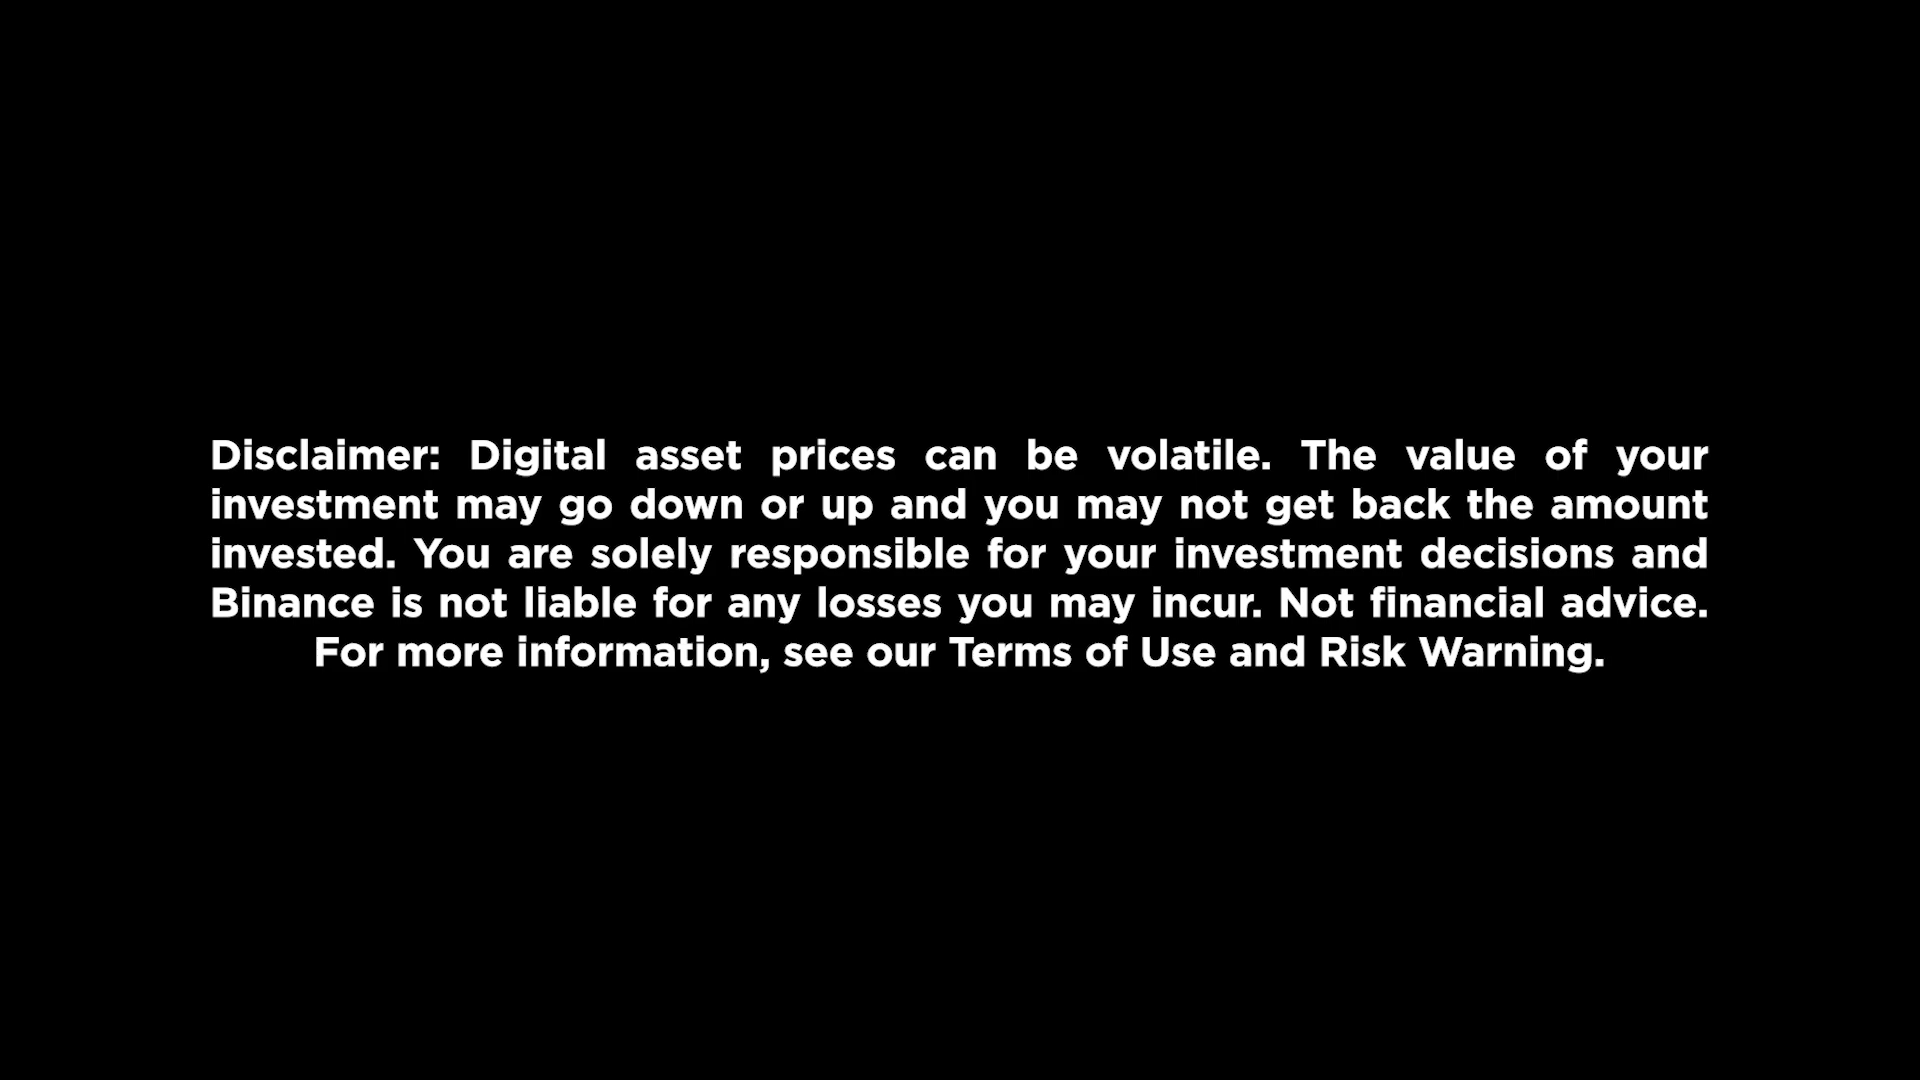 Disclaimer: Digital asset prices can be volatile. The value of your
investment may go down or up and you may not get back the amount
invested. You are solely responsible for your investment decisions and
Binance is not liable for any losses you may incur. Not financial advice.
For more information, see our Terms of Use and Risk Warning.